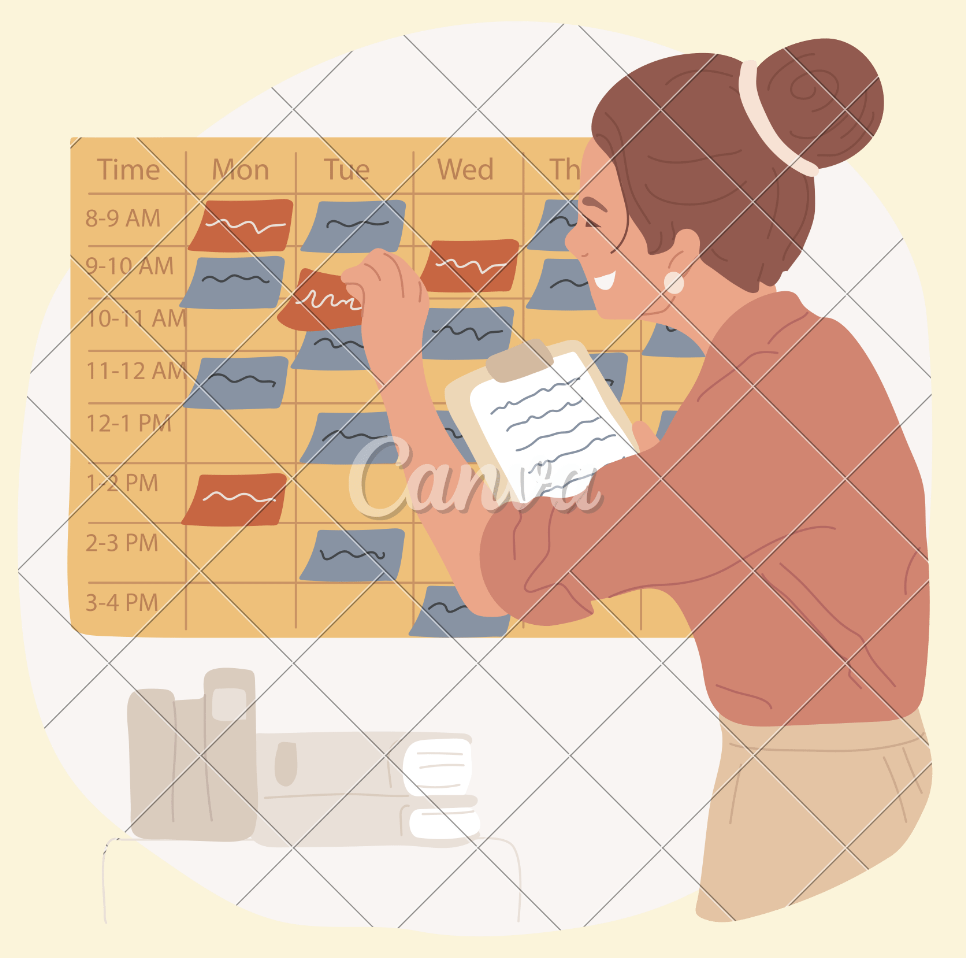 Time Mon Tue Wed Th
8-9 AM
9-10 AM
10-11 AM
11-12 AM
12-1 PM
1-2 PM
2-3 PM
3-4 PM
Canva